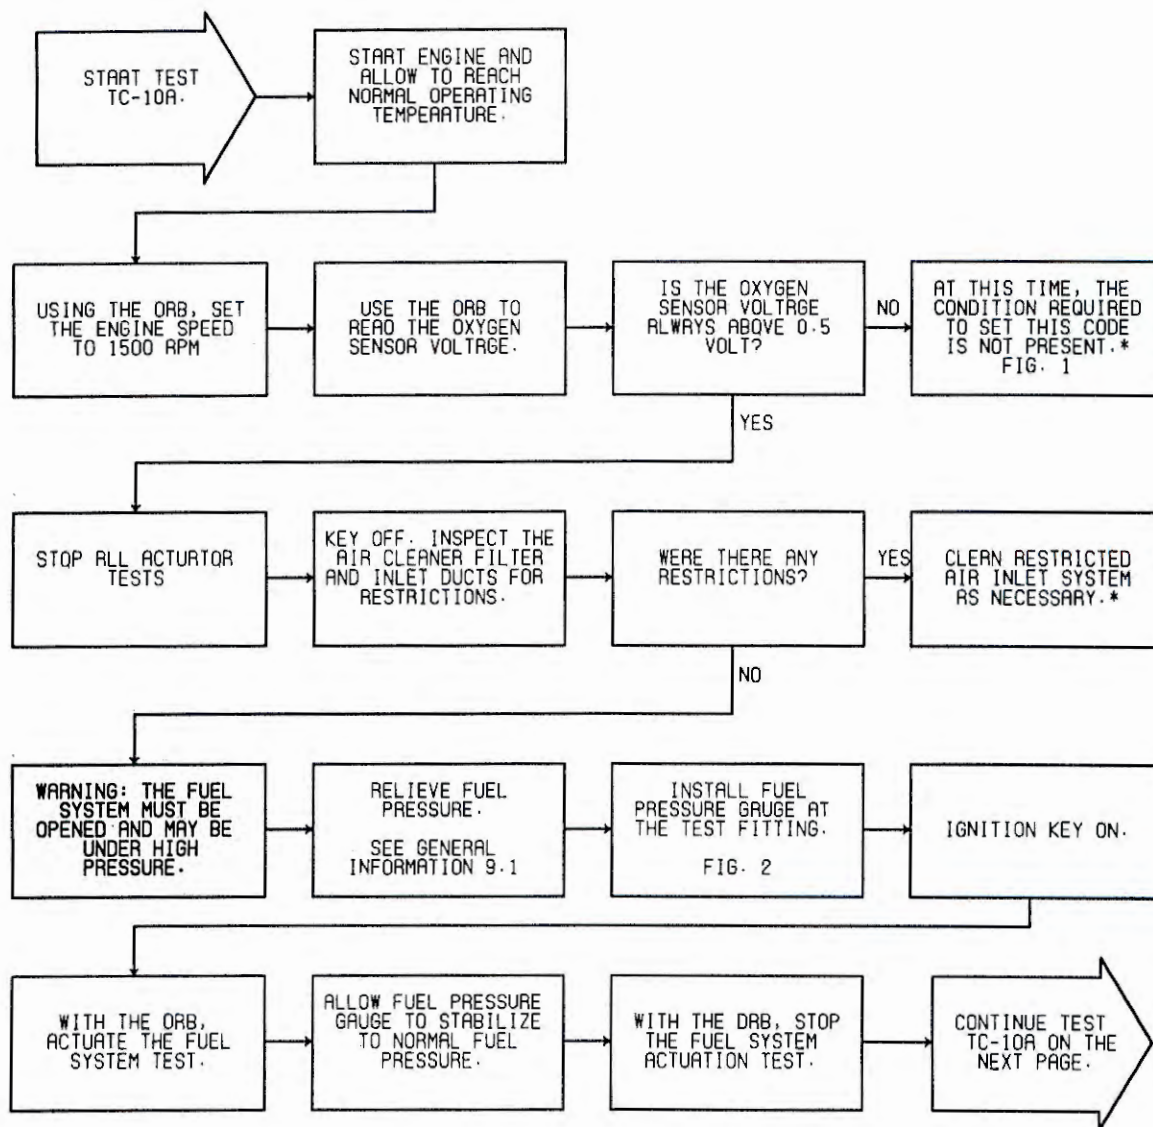 START TEST
TC-10A.
START ENGINE AND
ALLOW TO REACH
NORMAL OPERATING
TEMPERATURE.
USING THE DRB, SET
THE ENGINE SPEED
TO 1500 RPM
USE THE DRB TO
READ THE OXYGEN
SENSOR VOLTAGE.
IS THE OXYGEN
SENSOR VOLTAGE
ALWAYS ABOVE 0.5
VOLT?
NO
AT THIS TIME, THE
CONDITION REQUIRED
TO SET THIS CODE
IS NOT PRESENT.*
FIG. 1
YES
STOP ALL ACTUATOR
TESTS
KEY OFF. INSPECT THE
AIR CLEANER FILTER
AND INLET DUCTS FOR
RESTRICTIONS.
WERE THERE ANY
RESTRICTIONS?
YES
CLEAN RESTRICTED
AIR INLET SYSTEM
AS NECESSARY.*
NO
WARNING: THE FUEL
SYSTEM MUST BE
OPENED AND MAY BE
UNDER HIGH
PRESSURE.
RELIEVE FUEL
PRESSURE.
SEE GENERAL
INFORMATION 9.1
INSTALL FUEL
PRESSURE GAUGE AT
THE TEST FITTING.
FIG. 2
IGNITION KEY ON.
WITH THE DRB,
ACTUATE THE FUEL
SYSTEM TEST.
ALLOW FUEL PRESSURE
GAUGE TO STABILIZE
TO NORMAL FUEL
PRESSURE.
WITH THE DRB, STOP
THE FUEL SYSTEM
ACTUATION TEST.
CONTINUE TEST
TC-10A ON THE
NEXT PAGE.